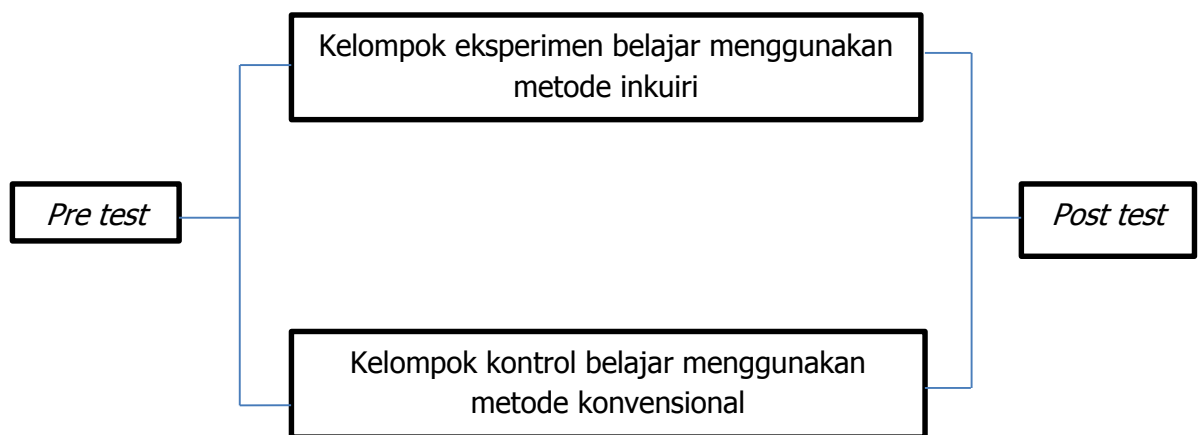 Kelompok eksperimen belajar menggunakan
metode inkuiri
Pre test
Post test
Kelompok kontrol belajar menggunakan
metode konvensional